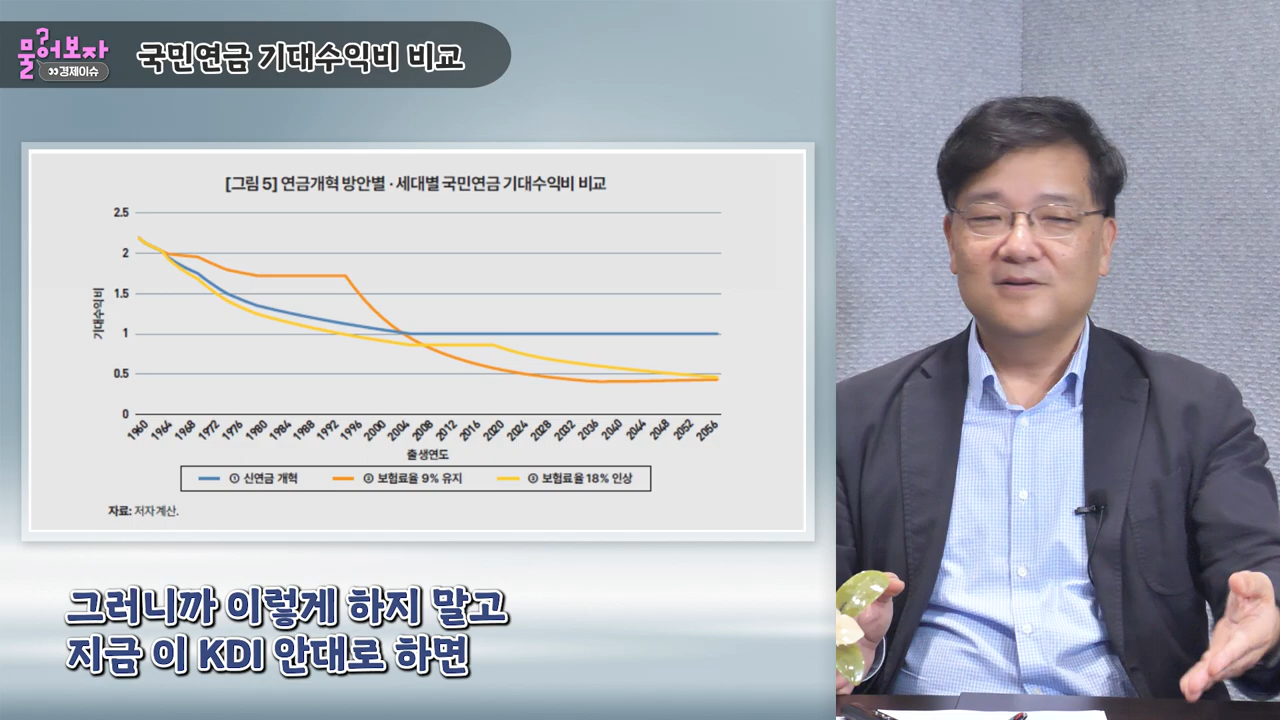 물어보자
경제이슈
국민연금 기대수익비 비교
[그림 5] 연금개혁 방안별 · 세대별 국민연금 기대수익비 비교
2.5
2
1.5
1
0.5
0
기대수익비
1960 1964 1968 1972 1976 1980 1984 1988 1992 1996 2000 2004 2008 2012 2016 2020 2024 2028 2032 2036 2040 2044 2048 2052 2056
출생연도
① 신연금 개혁 ② 보험료율 9% 유지 ③ 보험료율 18% 인상
자료: 저자 계산.
그러니까 이렇게 하지 말고
지금 이 KDI 안대로 하면